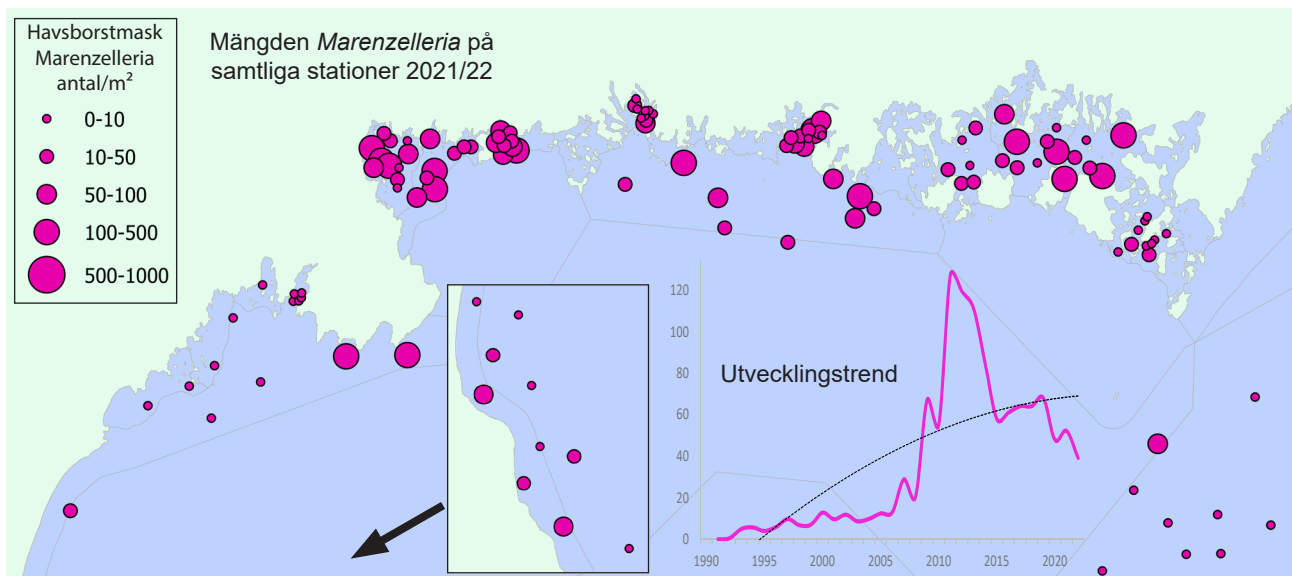 Havsborstmask
Marenzelleria
antal/m²
0-10
10-50
50-100
100-500
500-1000
Mängden Marenzelleria på
samtliga stationer 2021/22
Utvecklingstrend
120
100
80
60
40
20
0
1990 1995 2000 2005 2010 2015 2020